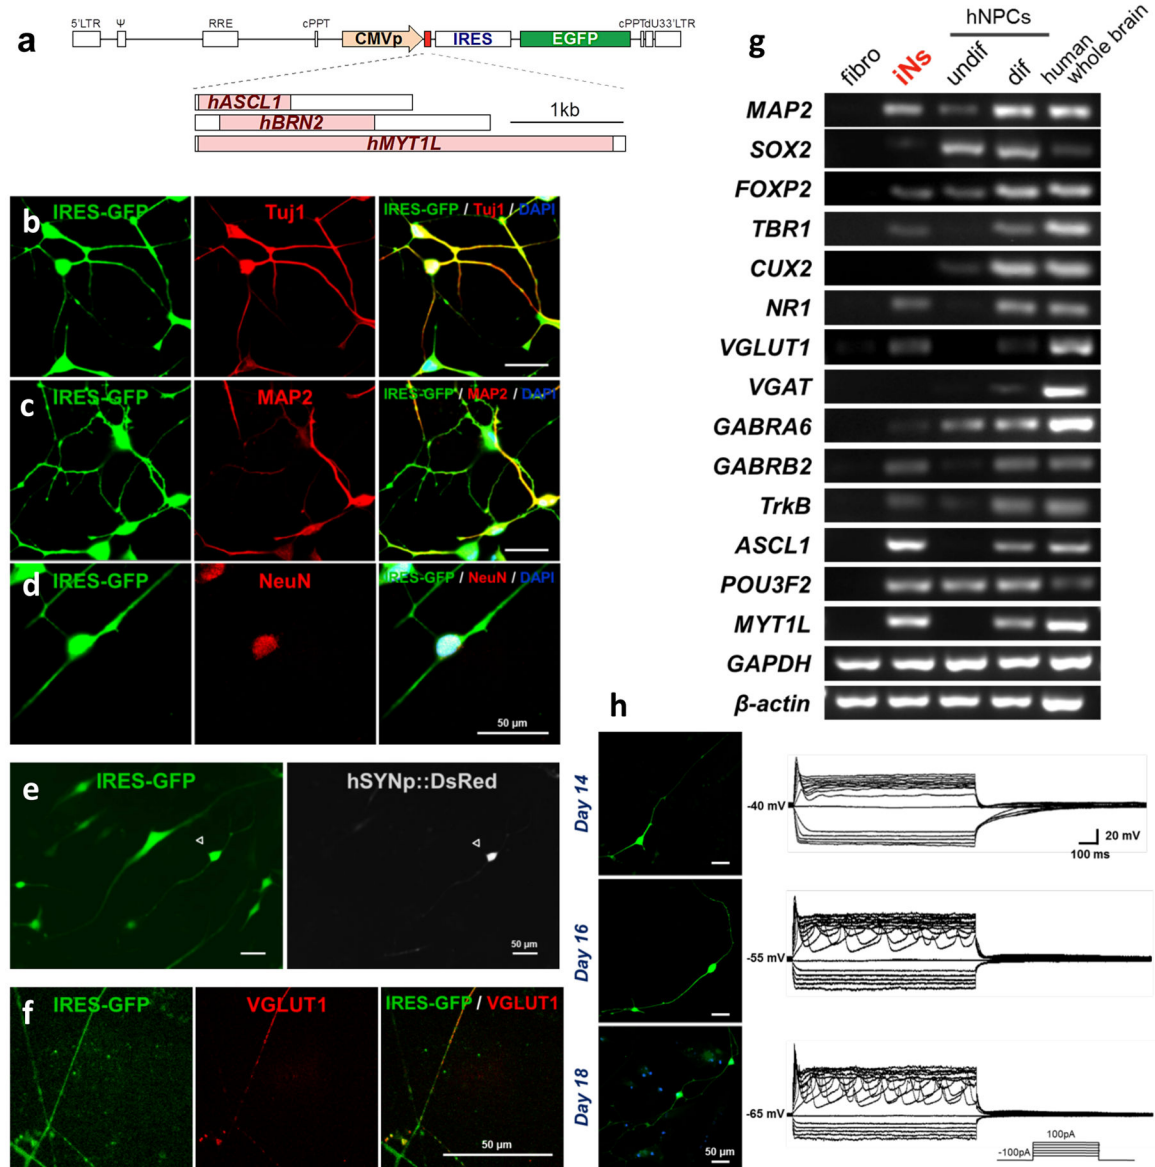 a
5'LTR Ψ RRE cPPT cPPTdU33'LTR
CMVp IRES EGFP
hASCL1
hBRN2
hMYT1L
1kb
b
IRES-GFP
Tuj1
IRES-GFP / Tuj1 / DAPI
c
IRES-GFP
MAP2
IRES-GFP / MAP2 / DAPI
d
IRES-GFP
NeuN
IRES-GFP / NeuN / DAPI
50 µm
e
IRES-GFP
hSYNp::DsRed
50 µm
f
IRES-GFP
VGLUT1
IRES-GFP / VGLUT1
50 µm
g
hNPCs
fibro
iNs
undif
dif
human
whole brain
MAP2
SOX2
FOXP2
TBR1
CUX2
NR1
VGLUT1
VGAT
GABRA6
GABRB2
TrkB
ASCL1
POU3F2
MYT1L
GAPDH
β-actin
h
Day 14
-40 mV
20 mV
100 ms
Day 16
-55 mV
Day 18
50 µm
-65 mV
100pA
-100pA